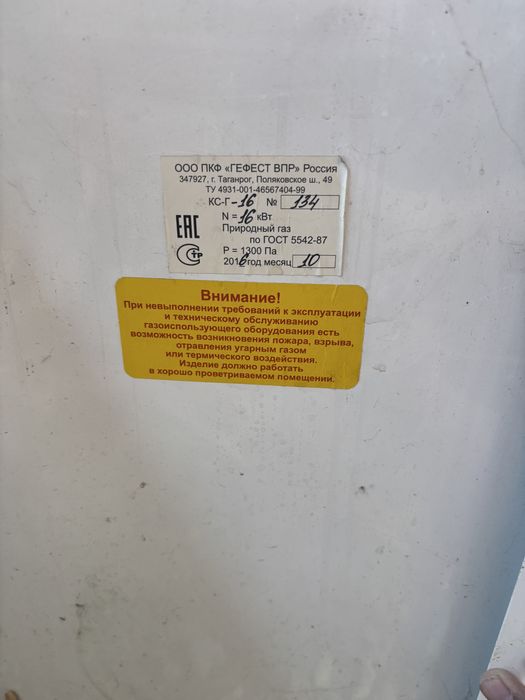 ООО ПКФ «ГЕФЕСТ ВПР» Россия
347927, г. Таганрог, Поляковское ш., 49
ТУ 4931-001-46567404-99
КС-Г-16 № 134
N = 16 кВт
Природный газ
по ГОСТ 5542-87
P = 1300 Па
2016 год месяц 10
ЕАС
СТР
Внимание!
При невыполнении требований к эксплуатации
и техническому обслуживанию
газоиспользующего оборудования есть
возможность возникновения пожара, взрыва,
отравления угарным газом
или термического воздействия.
Изделие должно работать
в хорошо проветриваемом помещении.